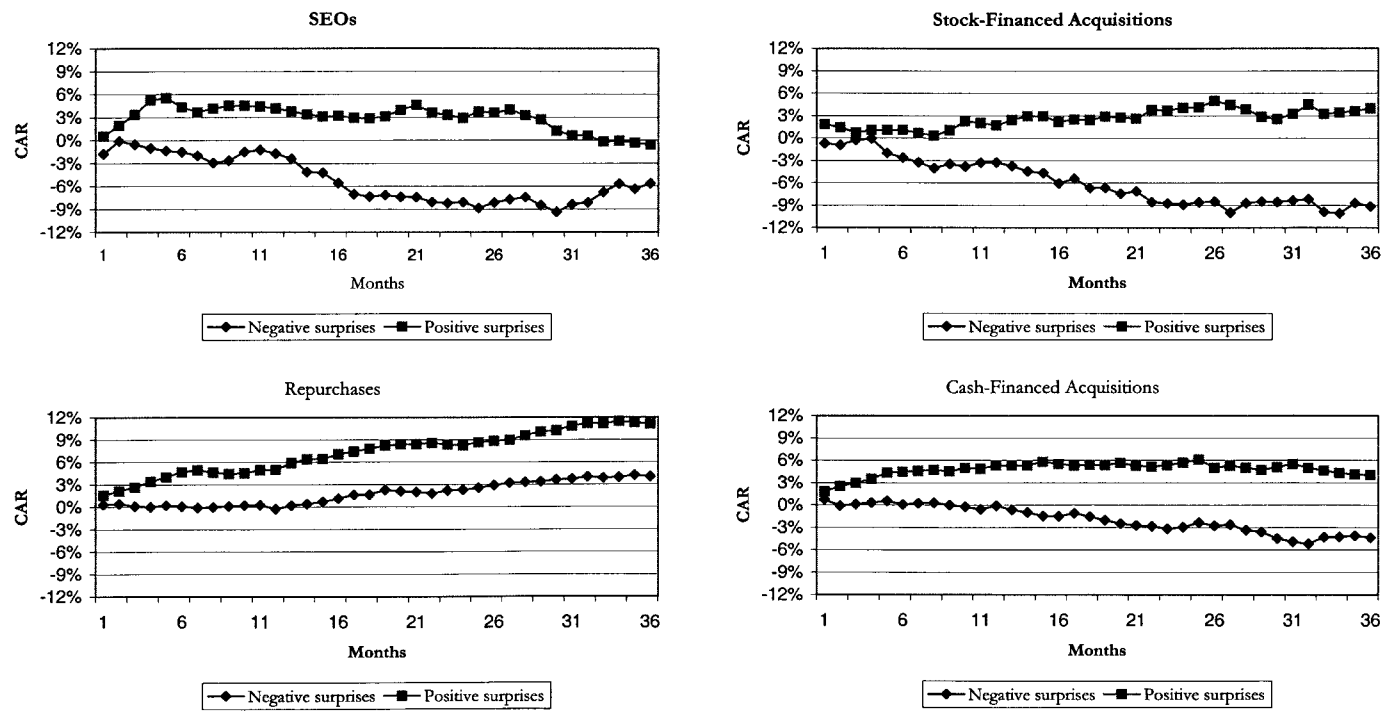 SEOs
12%
9%
6%
3%
0%
-3%
-6%
-9%
-12%
CAR
1 6 11 16 21 26 31 36
Months
Negative surprises Positive surprises
Stock-Financed Acquisitions
12%
9%
6%
3%
0%
-3%
-6%
-9%
-12%
CAR
1 6 11 16 21 26 31 36
Months
Negative surprises Positive surprises
Repurchases
12%
9%
6%
3%
0%
-3%
-6%
-9%
-12%
CAR
1 6 11 16 21 26 31 36
Months
Negative surprises Positive surprises
Cash-Financed Acquisitions
12%
9%
6%
3%
0%
-3%
-6%
-9%
-12%
CAR
1 6 11 16 21 26 31 36
Months
Negative surprises Positive surprises